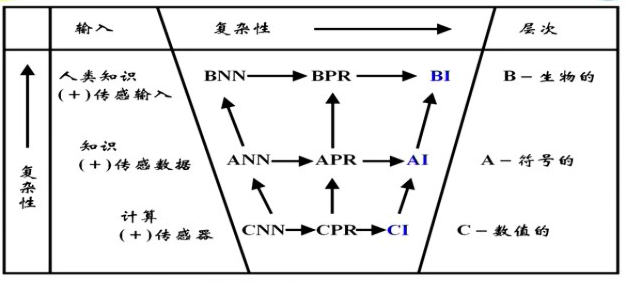 输入 复杂性 层次
人类知识 BNN BPR BI B-生物的
(+)传感输入
知识 ANN APR AI A-符号的
(+)传感数据
计算 CNN CPR CI C-数值的
(+)传感器
复杂性